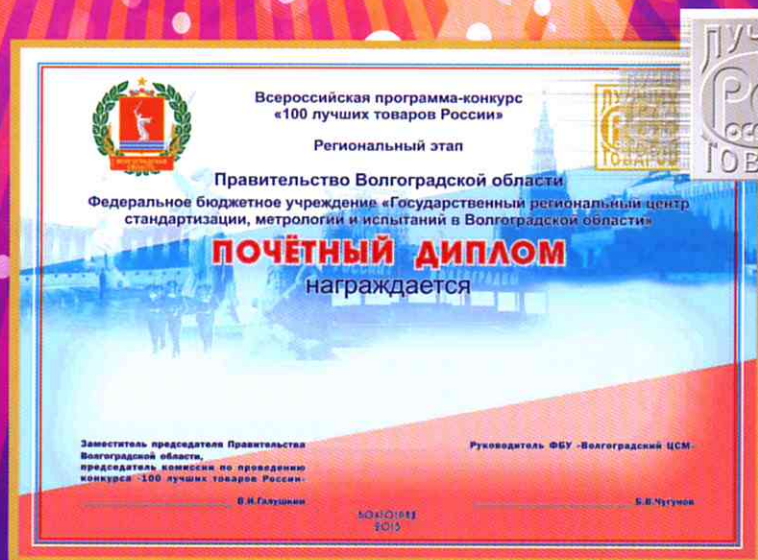 Всероссийская программа-конкурс
«100 лучших товаров России»
Региональный этап
Правительство Волгоградской области
Федеральное бюджетное учреждение «Государственный региональный центр
стандартизации, метрологии и испытаний в Волгоградской области»
ПОЧЁТНЫЙ ДИПЛОМ
награждается
Заместитель председателя Правительства
Волгоградской области,
председатель комиссии по проведению
конкурса -100 лучших товаров России-
В.И.Галушкин
Руководитель ФБУ -Волгоградский ЦСМ-
Б.В.Чугунов
2015